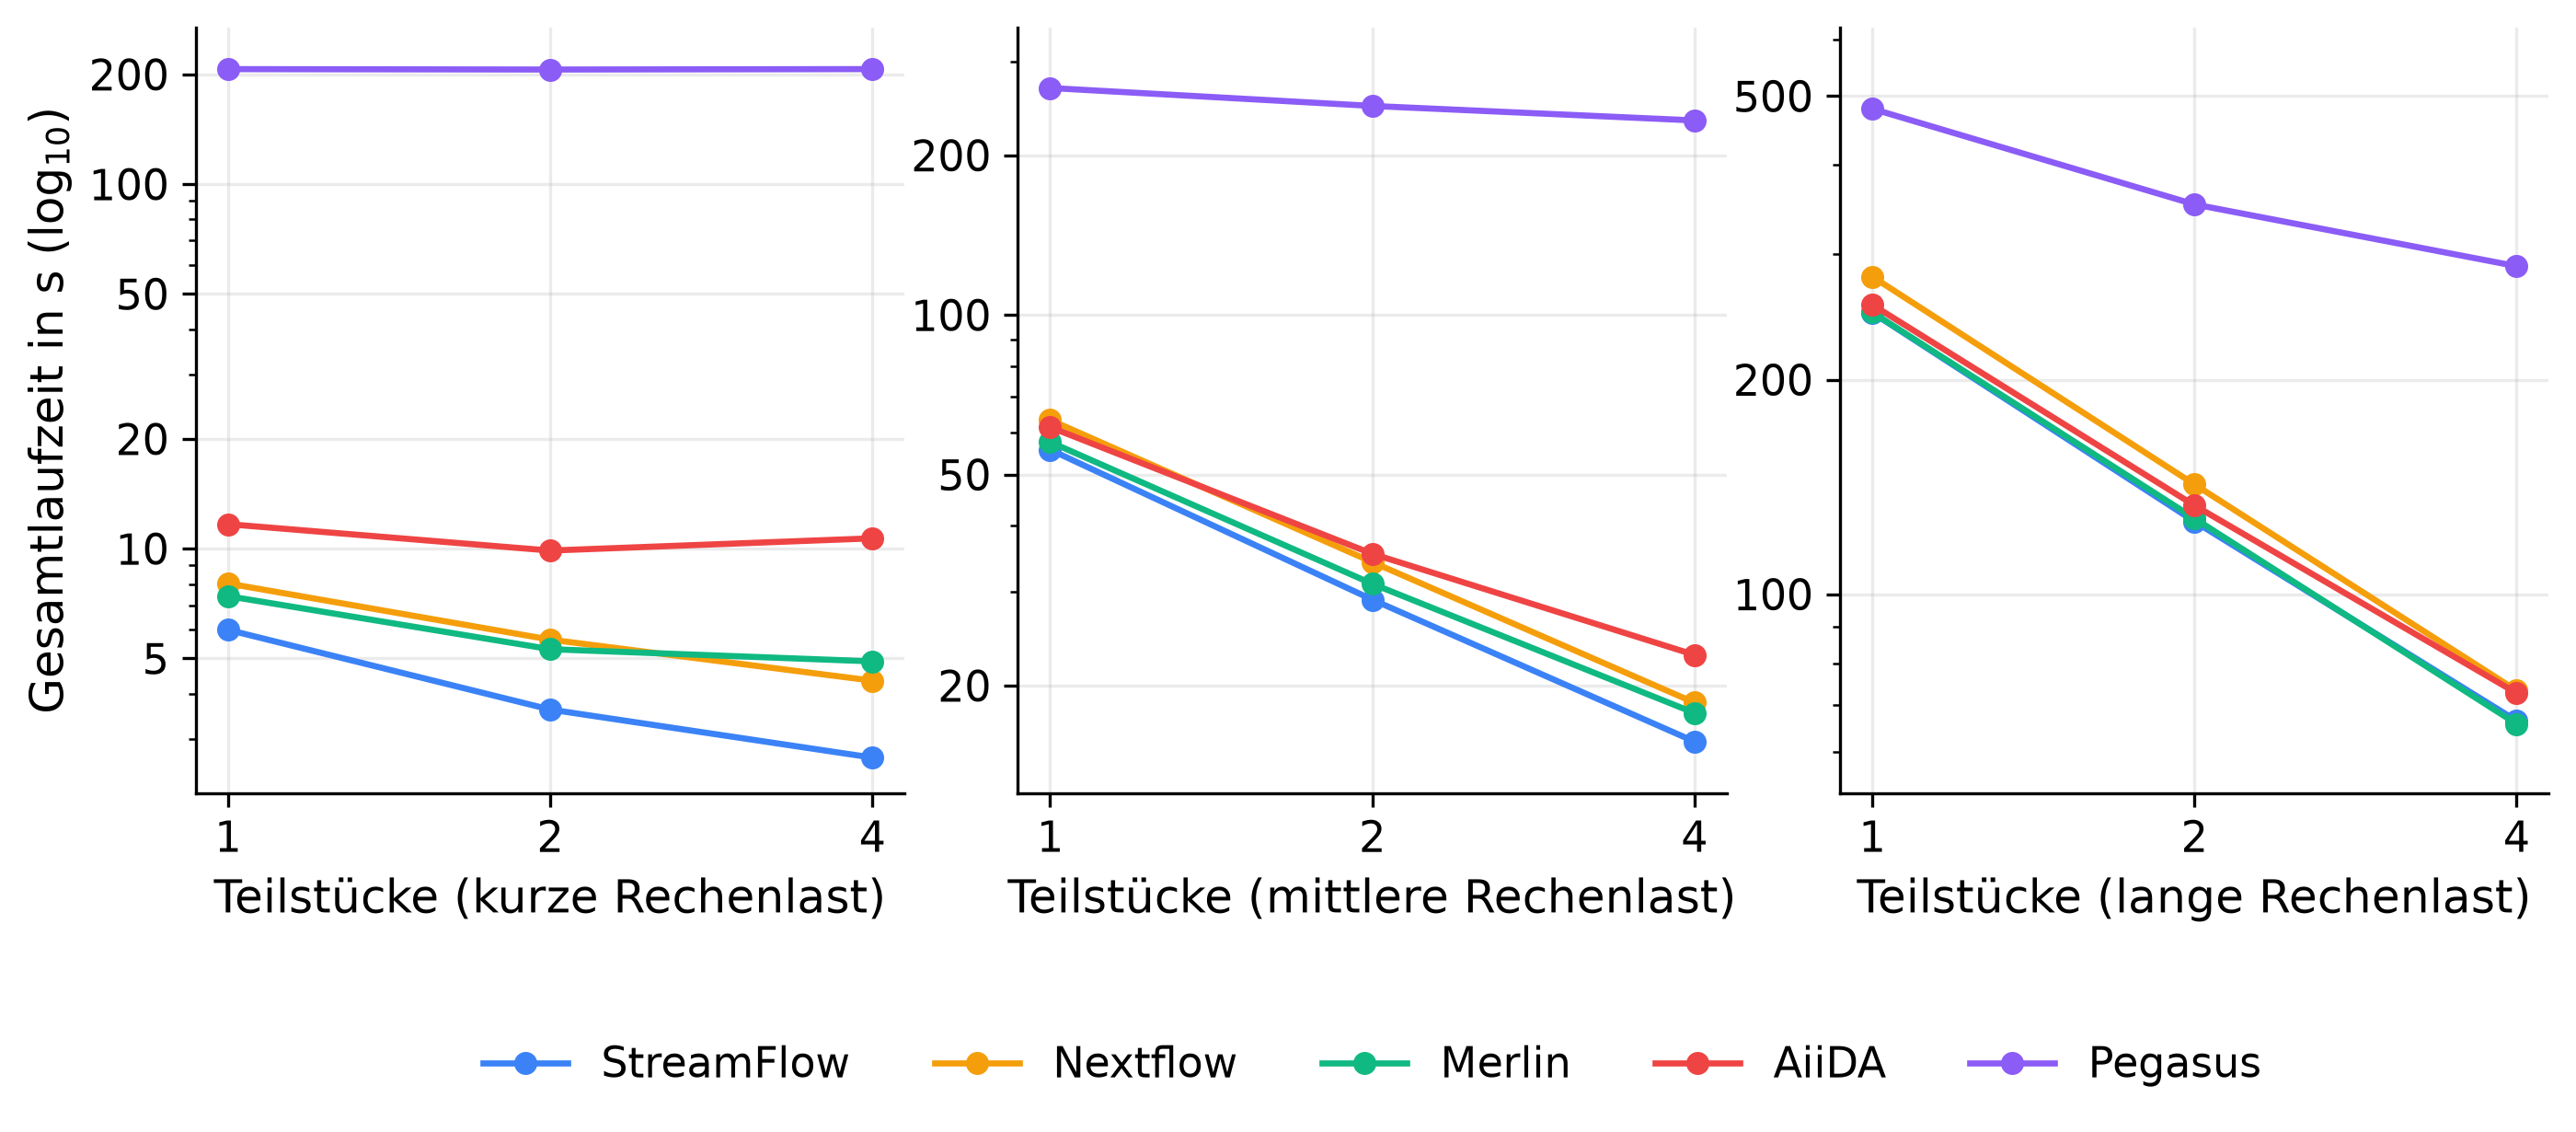 Gesamtlaufzeit in s (log₁₀)
200
100
50
20
10
5
1 2 4
Teilstücke (kurze Rechenlast)
200
100
50
20
1 2 4
Teilstücke (mittlere Rechenlast)
500
200
100
1 2 4
Teilstücke (lange Rechenlast)
StreamFlow Nextflow Merlin AiiDA Pegasus